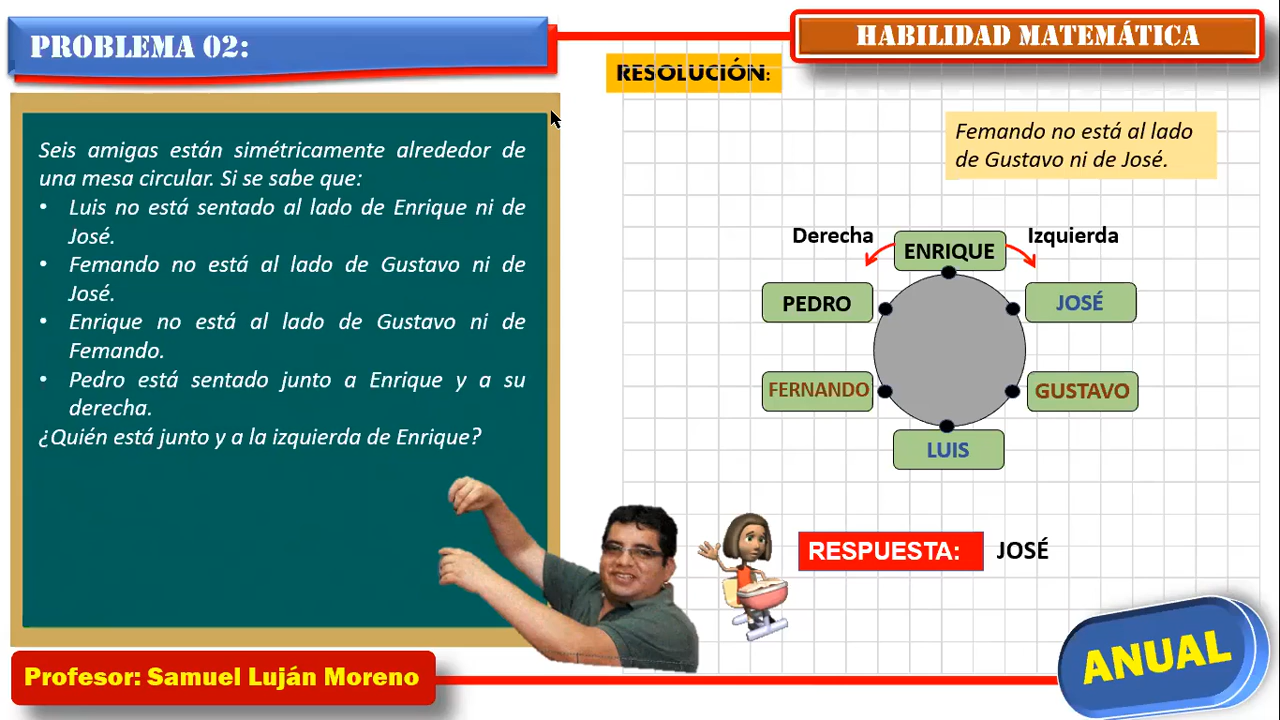 PROBLEMA 02:
HABILIDAD MATEMÁTICA
RESOLUCIÓN:
Seis amigas están simétricamente alrededor de
una mesa circular. Si se sabe que:
• Luis no está sentado al lado de Enrique ni de
José.
• Femando no está al lado de Gustavo ni de
José.
• Enrique no está al lado de Gustavo ni de
Femando.
• Pedro está sentado junto a Enrique y a su
derecha.
¿Quién está junto y a la izquierda de Enrique?
Femando no está al lado
de Gustavo ni de José.
Derecha
ENRIQUE
Izquierda
PEDRO
JOSÉ
FERNANDO
GUSTAVO
LUIS
RESPUESTA: JOSÉ
Profesor: Samuel Luján Moreno
ANUAL